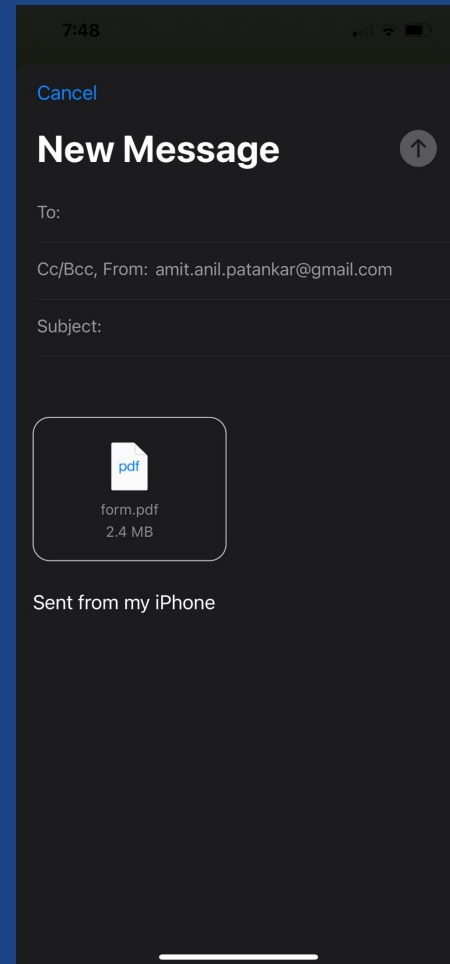 7:48
Cancel
New Message
To:
Cc/Bcc, From: amit.anil.patankar@gmail.com
Subject:
pdf
form.pdf
2.4 MB
Sent from my iPhone